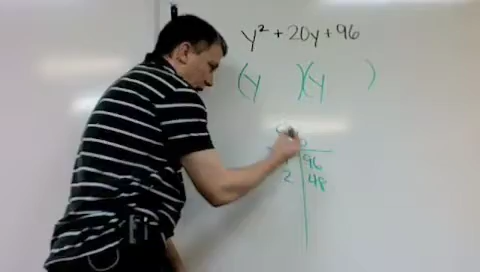 y² + 20y + 96
(y )(y )
96
2 48